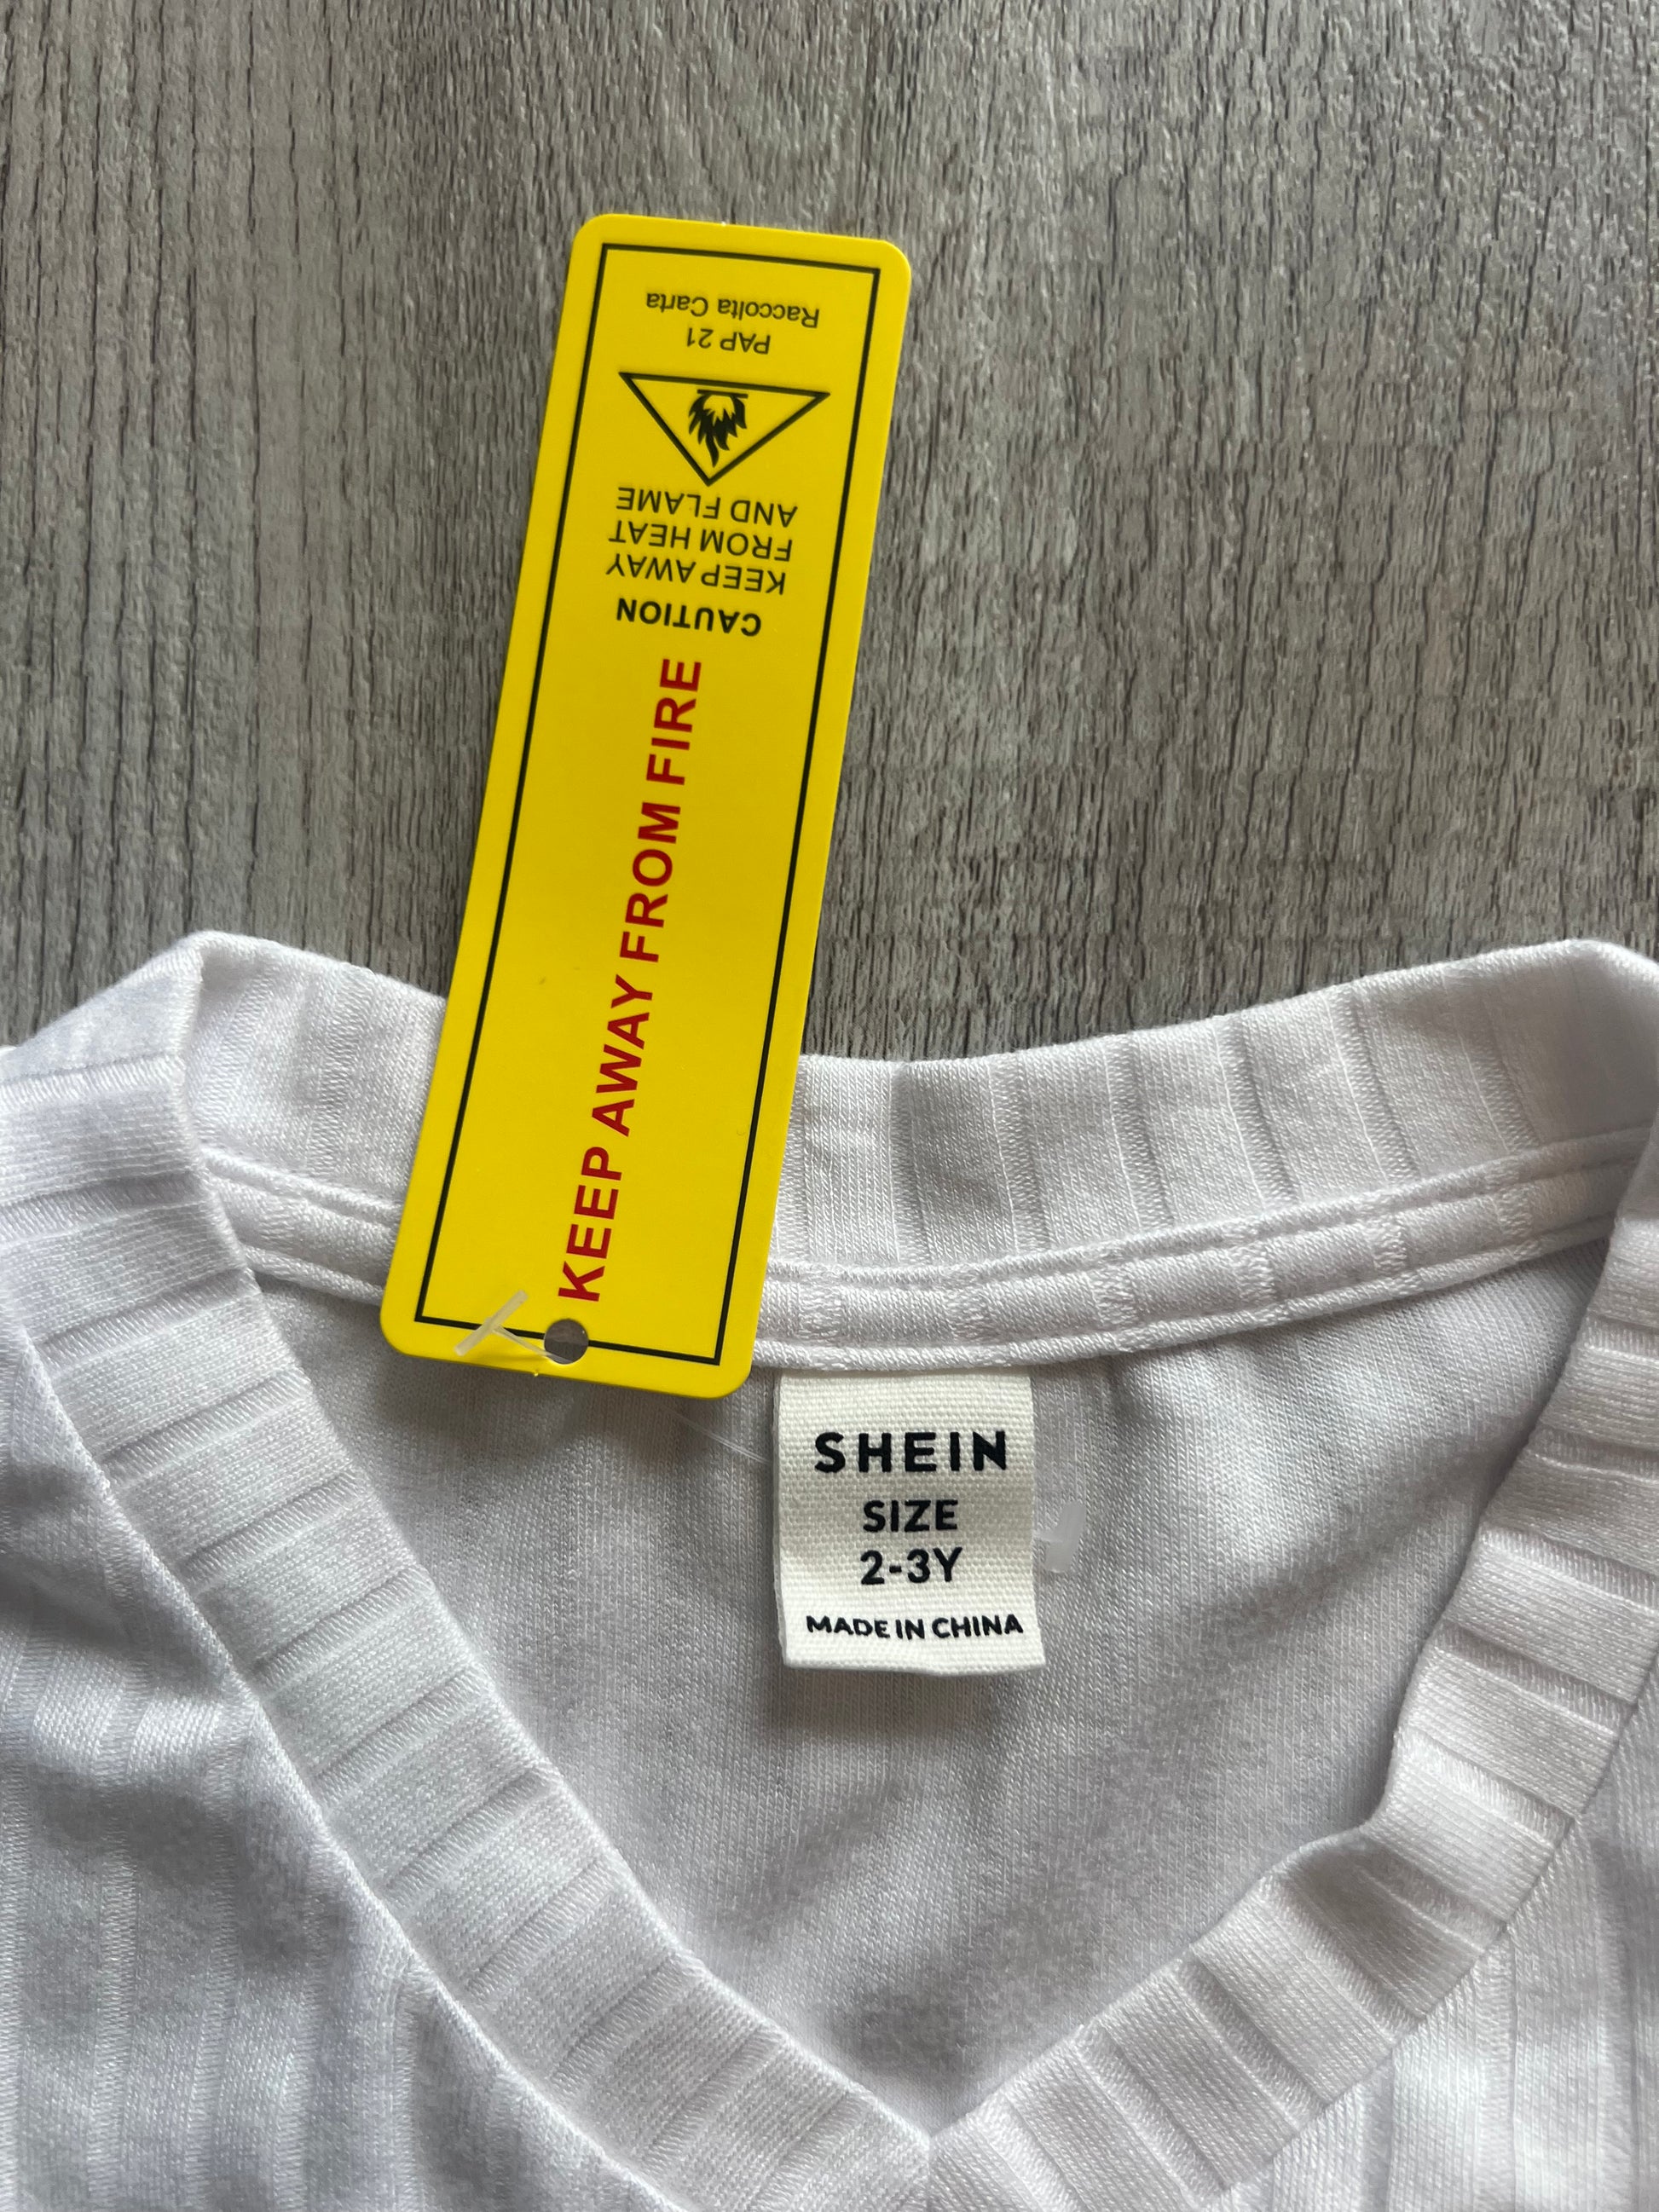 KEEP AWAY FROM FIRE
CAUTION
KEEP AWAY
FROM HEAT
AND FLAME
PAP 21
Raccolta Carta
SHEIN
SIZE
2-3Y
MADE IN CHINA